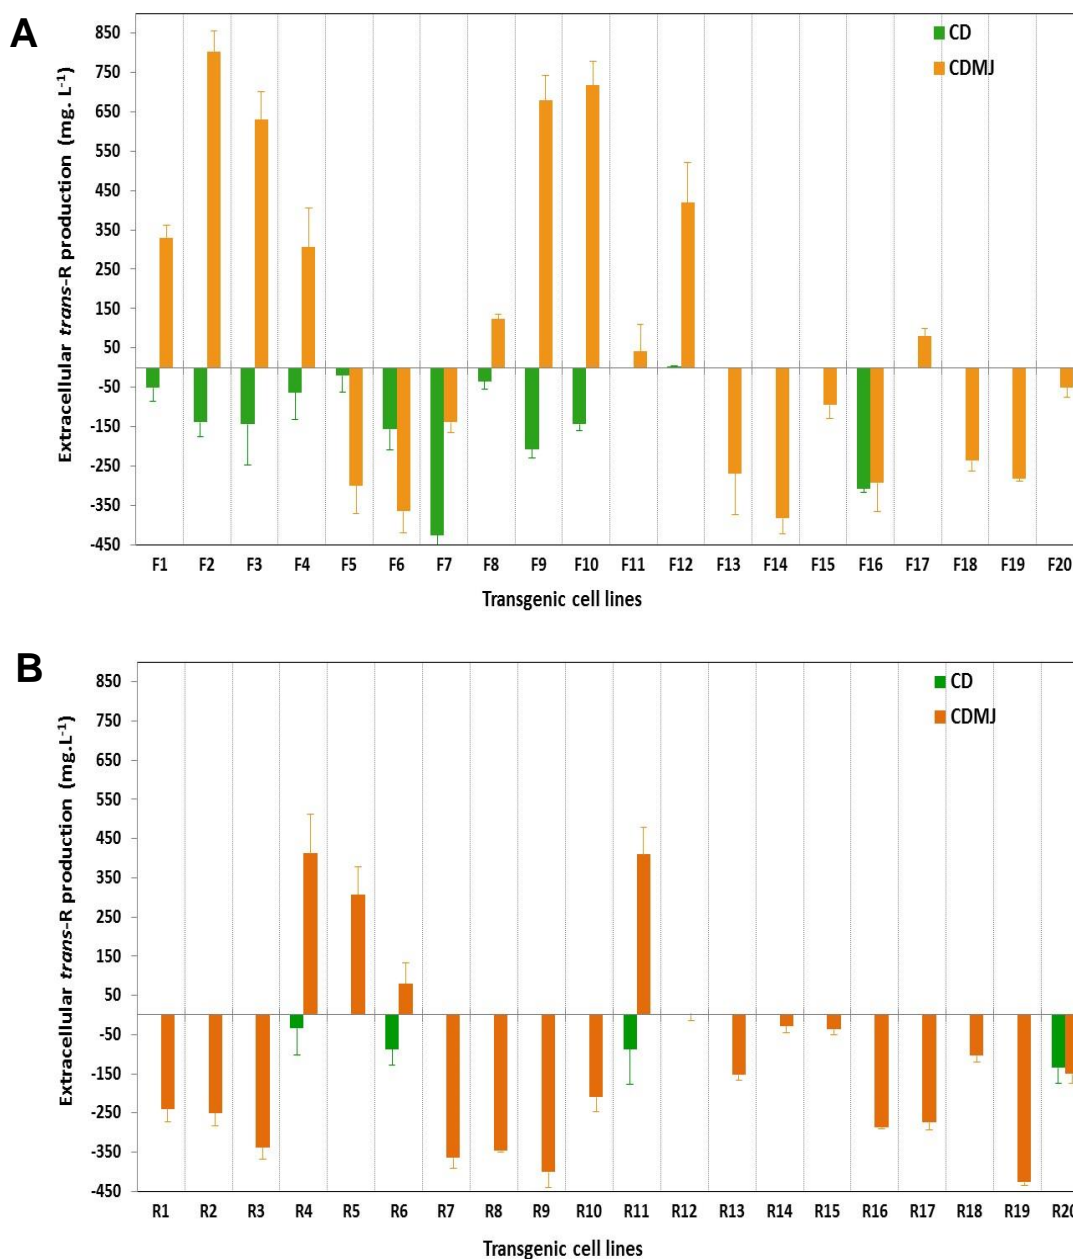 A
Extracellular trans-R production (mg. L-1)
850
750
650
550
450
350
250
150
50
-50
-150
-250
-350
-450
CD
CDMJ
F1 F2 F3 F4 F5 F6 F7 F8 F9 F10 F11 F12 F13 F14 F15 F16 F17 F18 F19 F20
Transgenic cell lines
B
Extracellular trans-R production (mg.L-1)
850
750
650
550
450
350
250
150
50
-50
-150
-250
-350
-450
CD
CDMJ
R1 R2 R3 R4 R5 R6 R7 R8 R9 R10 R11 R12 R13 R14 R15 R16 R17 R18 R19 R20
Transgenic cell lines